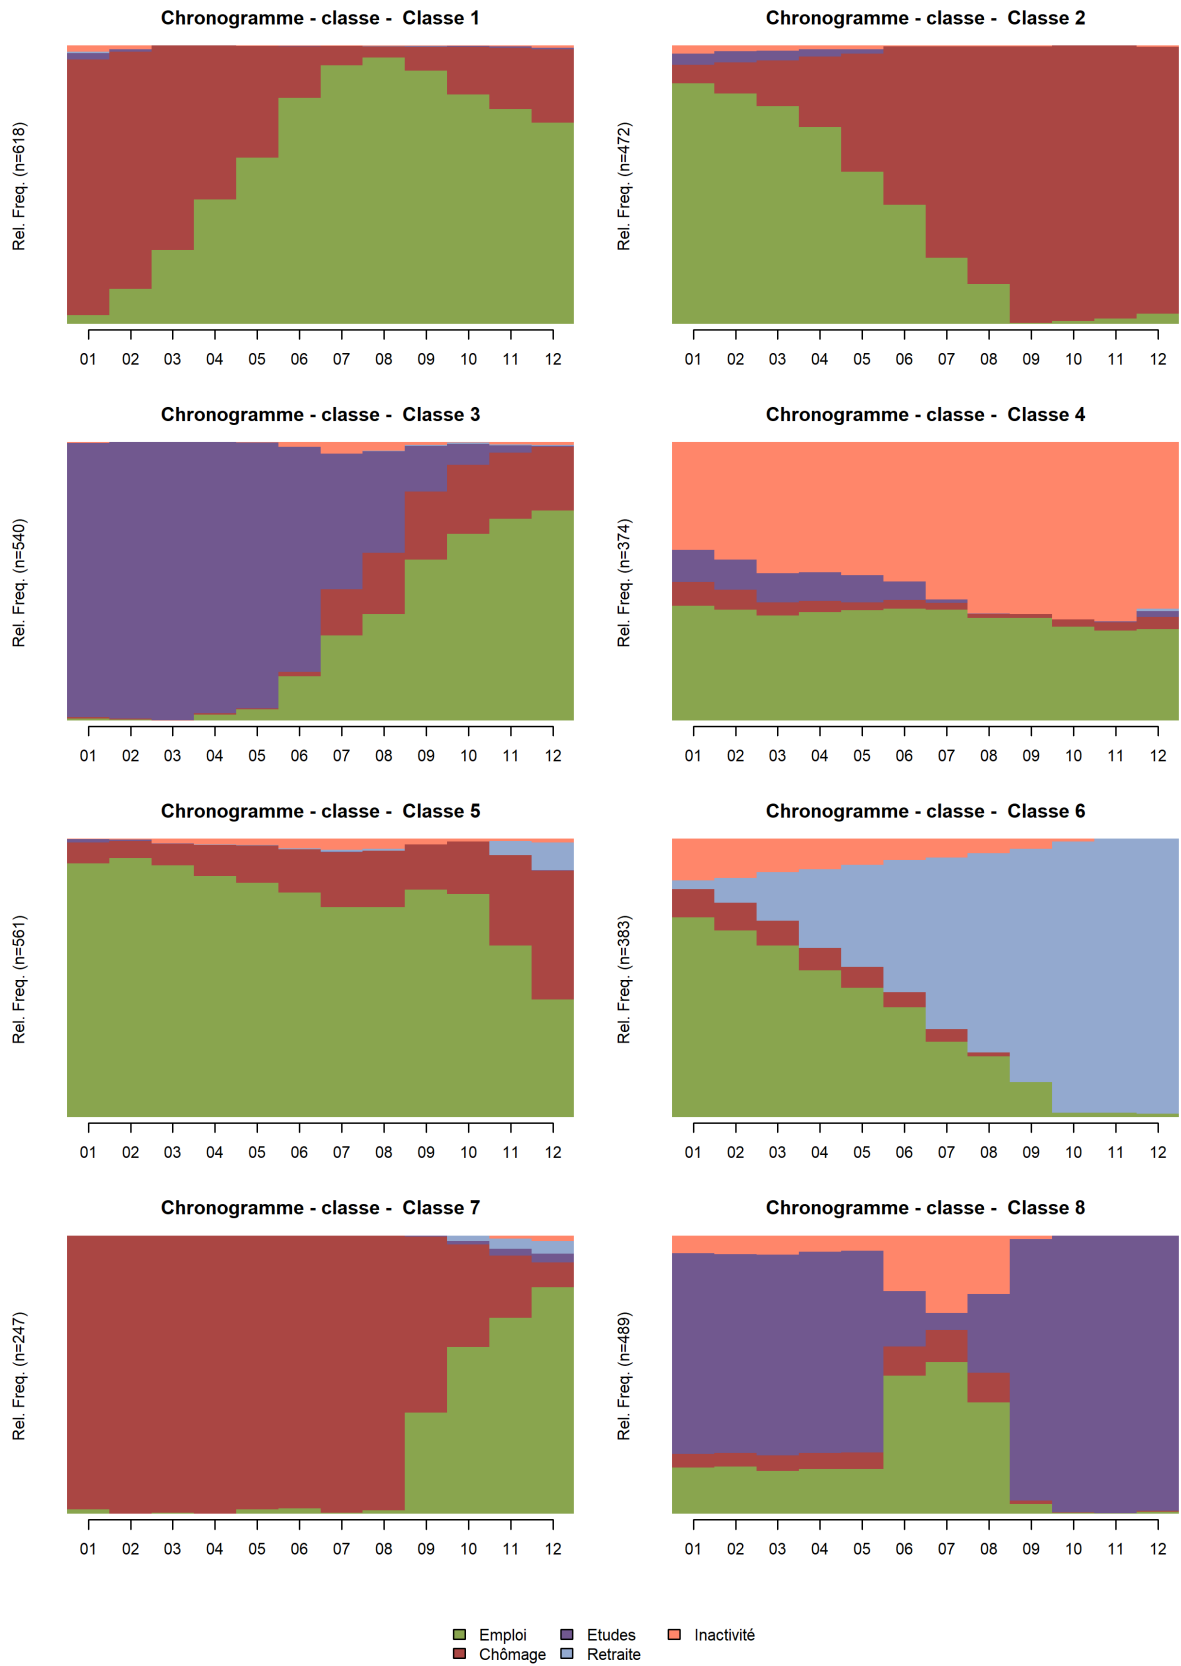 Chronogramme - classe -  Classe 1
Rel. Freq. (n=618)
01 02 03 04 05 06 07 08 09 10 11 12
Chronogramme - classe -  Classe 2
Rel. Freq. (n=472)
01 02 03 04 05 06 07 08 09 10 11 12
Chronogramme - classe -  Classe 3
Rel. Freq. (n=540)
01 02 03 04 05 06 07 08 09 10 11 12
Chronogramme - classe -  Classe 4
Rel. Freq. (n=374)
01 02 03 04 05 06 07 08 09 10 11 12
Chronogramme - classe -  Classe 5
Rel. Freq. (n=561)
01 02 03 04 05 06 07 08 09 10 11 12
Chronogramme - classe -  Classe 6
Rel. Freq. (n=383)
01 02 03 04 05 06 07 08 09 10 11 12
Chronogramme - classe -  Classe 7
Rel. Freq. (n=247)
01 02 03 04 05 06 07 08 09 10 11 12
Chronogramme - classe -  Classe 8
Rel. Freq. (n=489)
01 02 03 04 05 06 07 08 09 10 11 12
Emploi Etudes Inactivité
Chômage Retraite